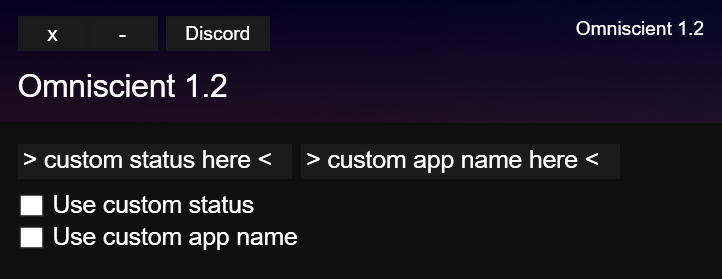 x - Discord Omniscient 1.2
Omniscient 1.2
> custom status here < > custom app name here <
Use custom status
Use custom app name